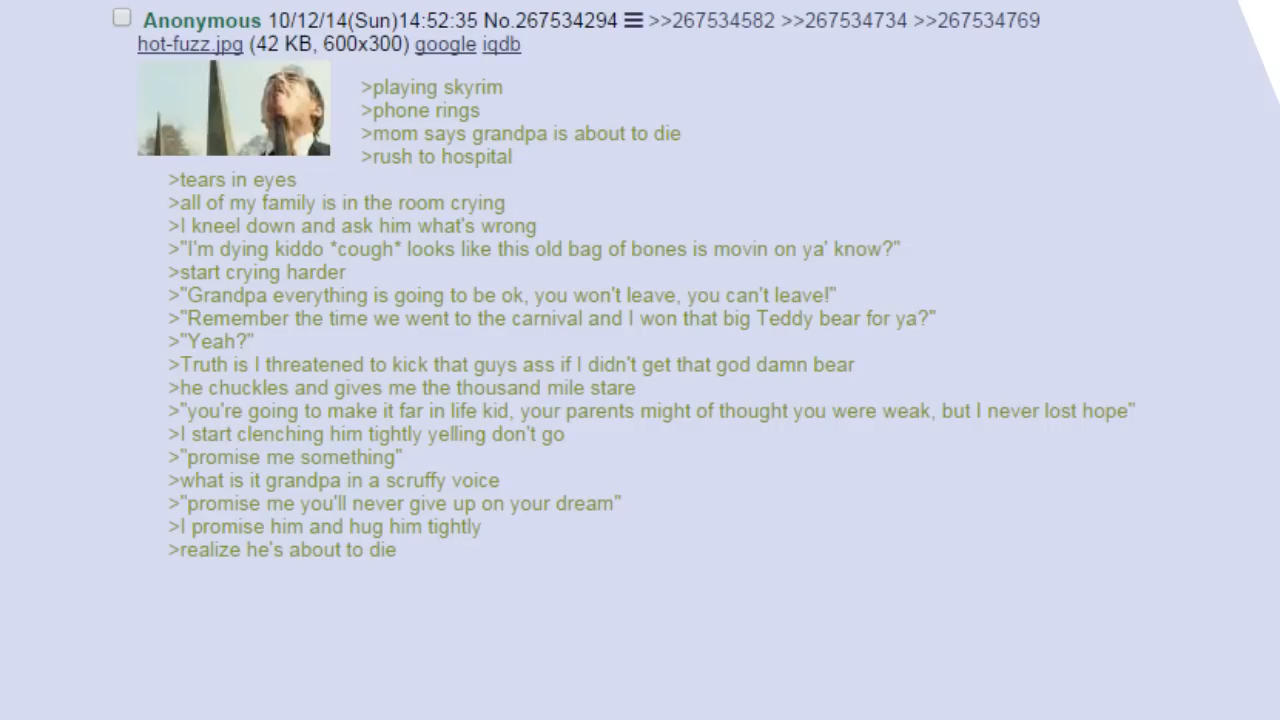 Anonymous 10/12/14(Sun)14:52:35 No.267534294 >>267534582 >>267534734 >>267534769
hot-fuzz.jpg (42 KB, 600x300) google iqdb
>playing skyrim
>phone rings
>mom says grandpa is about to die
>rush to hospital
>tears in eyes
>all of my family is in the room crying
>I kneel down and ask him what's wrong
>"I'm dying kiddo *cough* looks like this old bag of bones is movin on ya' know?"
>start crying harder
>"Grandpa everything is going to be ok, you won't leave, you can't leave!"
>"Remember the time we went to the carnival and I won that big Teddy bear for ya?"
>"Yeah?"
>Truth is I threatened to kick that guys ass if I didn't get that god damn bear
>he chuckles and gives me the thousand mile stare
>"you're going to make it far in life kid, your parents might of thought you were weak, but I never lost hope"
>I start clenching him tightly yelling don't go
>"promise me something"
>what is it grandpa in a scruffy voice
>"promise me you'll never give up on your dream"
>I promise him and hug him tightly
>realize he's about to die